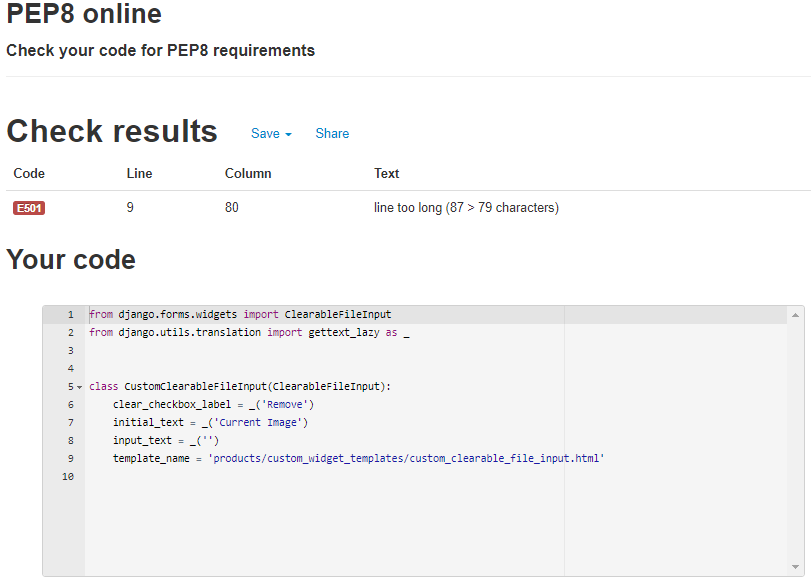 PEP8 online
Check your code for PEP8 requirements
Check results Save Share
Code Line Column Text
E501 9 80 line too long (87 > 79 characters)
Your code
1 from django.forms.widgets import ClearableFileInput
2 from django.utils.translation import gettext_lazy as _
3
4
5 class CustomClearableFileInput(ClearableFileInput):
6     clear_checkbox_label = _('Remove')
7     initial_text = _('Current Image')
8     input_text = _('')
9     template_name = 'products/custom_widget_templates/custom_clearable_file_input.html'
10